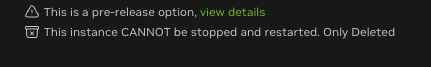 This is a pre-release option, view details
This instance CANNOT be stopped and restarted. Only Deleted